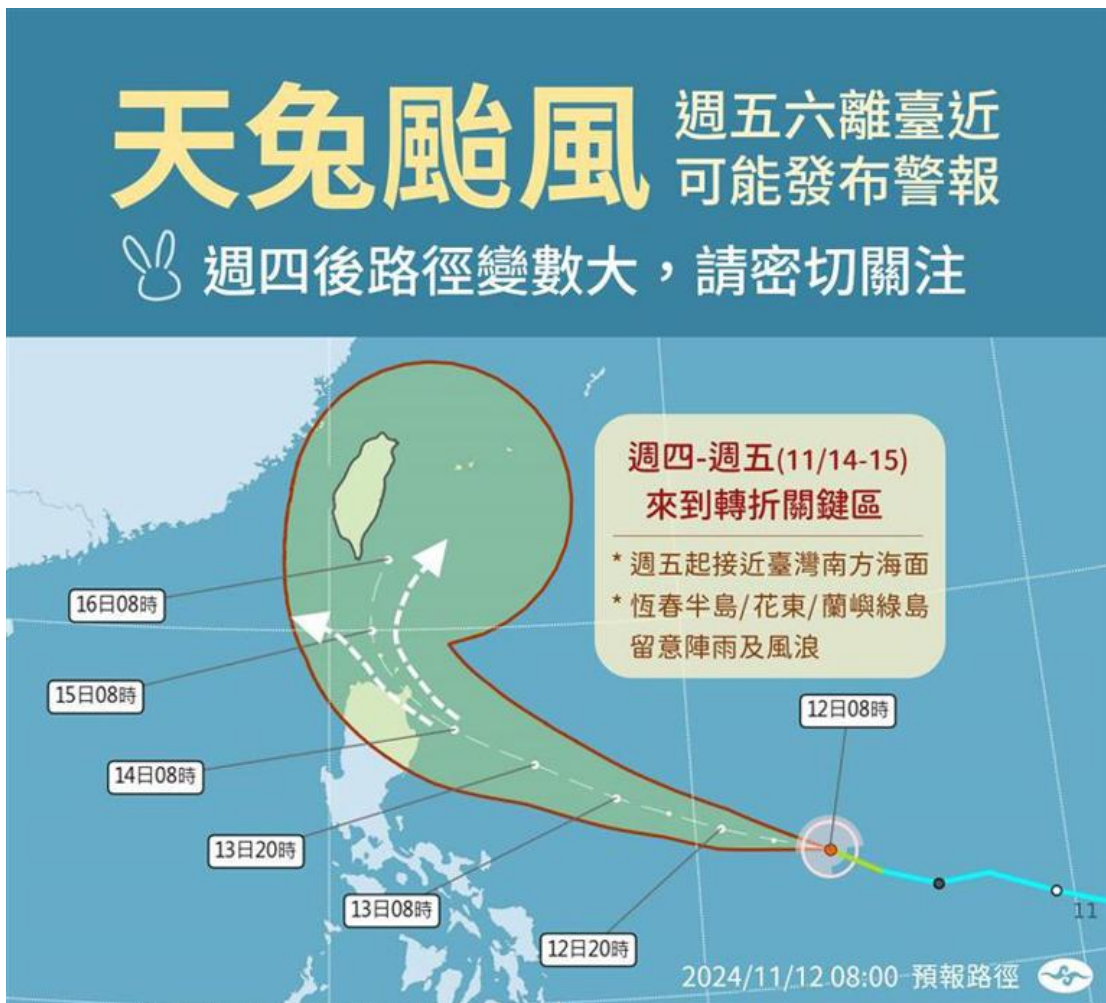 天兔颱風
週五六離臺近
可能發布警報
週四後路徑變數大，請密切關注
週四-週五(11/14-15)
來到轉折關鍵區
* 週五起接近臺灣南方海面
* 恆春半島/花東/蘭嶼綠島
留意陣雨及風浪
16日08時
15日08時
14日08時
13日20時
13日08時
12日20時
12日08時
11
2024/11/12 08:00 預報路徑